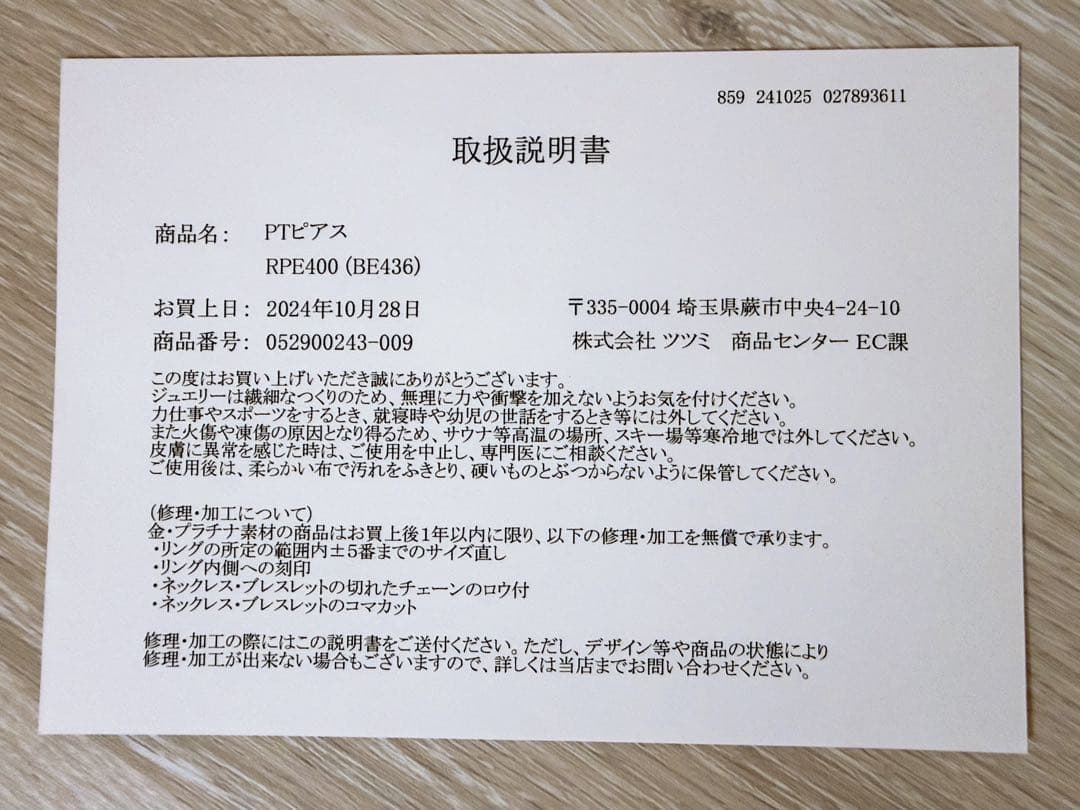 859 241025 027893611
取扱説明書
商品名： PTピアス
RPE400 (BE436)
お買上日： 2024年10月28日 〒335-0004 埼玉県蕨市中央4-24-10
商品番号： 052900243-009 株式会社 ツツミ 商品センター EC課
この度はお買い上げいただき誠にありがとうございます。
ジュエリーは繊細なつくりのため、無理に力や衝撃を加えないようお気を付けください。
力仕事やスポーツをするとき、就寝時や幼児の世話をするとき等には外してください。
また火傷や凍傷の原因となり得るため、サウナ等高温の場所、スキー場等寒冷地では外してください。
皮膚に異常を感じた時は、ご使用を中止し、専門医にご相談ください。
ご使用後は、柔らかい布で汚れをふきとり、硬いものとぶつからないように保管してください。
(修理・加工について)
金・プラチナ素材の商品はお買上後1年以内に限り、以下の修理・加工を無償で承ります。
・リングの所定の範囲内±5番までのサイズ直し
・リング内側への刻印
・ネックレス・ブレスレットの切れたチェーンのロウ付
・ネックレス・ブレスレットのコマカット
修理・加工の際にはこの説明書をご送付ください。ただし、デザイン等や商品の状態により
修理・加工が出来ない場合もございますので、詳しくは当店までお問い合わせください。